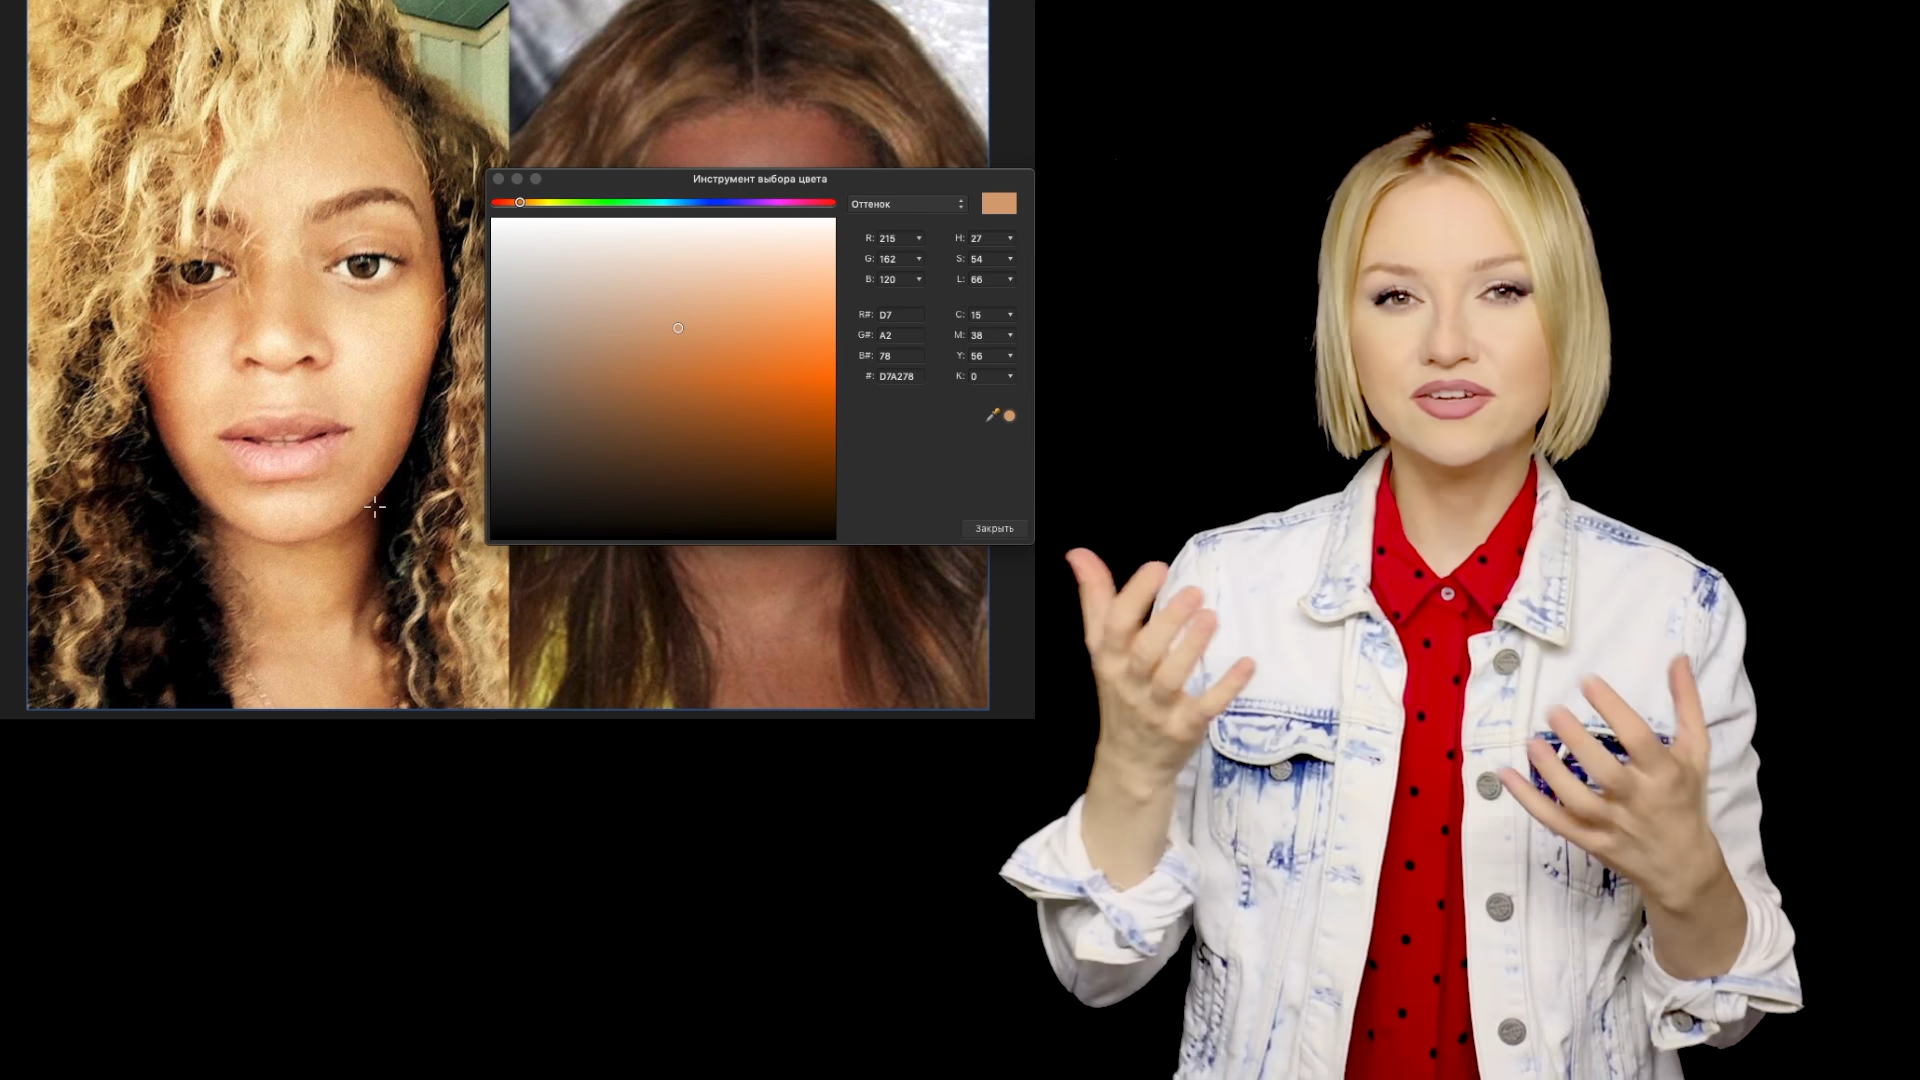 Инструмент выбора цвета
Оттенок
R: 215 H: 27
G: 162 S: 54
B: 120 L: 66
R#: D7 C: 15
G#: A2 M: 38
B#: 78 Y: 56
#: D7A278 K: 0
Закрыть